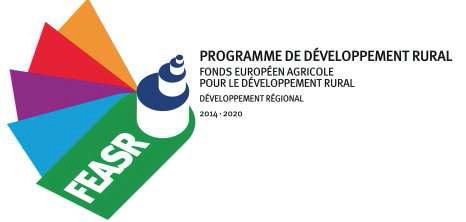 PROGRAMME DE DÉVELOPPEMENT RURAL
FONDS EUROPÉEN AGRICOLE
POUR LE DÉVELOPPEMENT RURAL
DÉVELOPPEMENT RÉGIONAL
2014 · 2020
FEASR